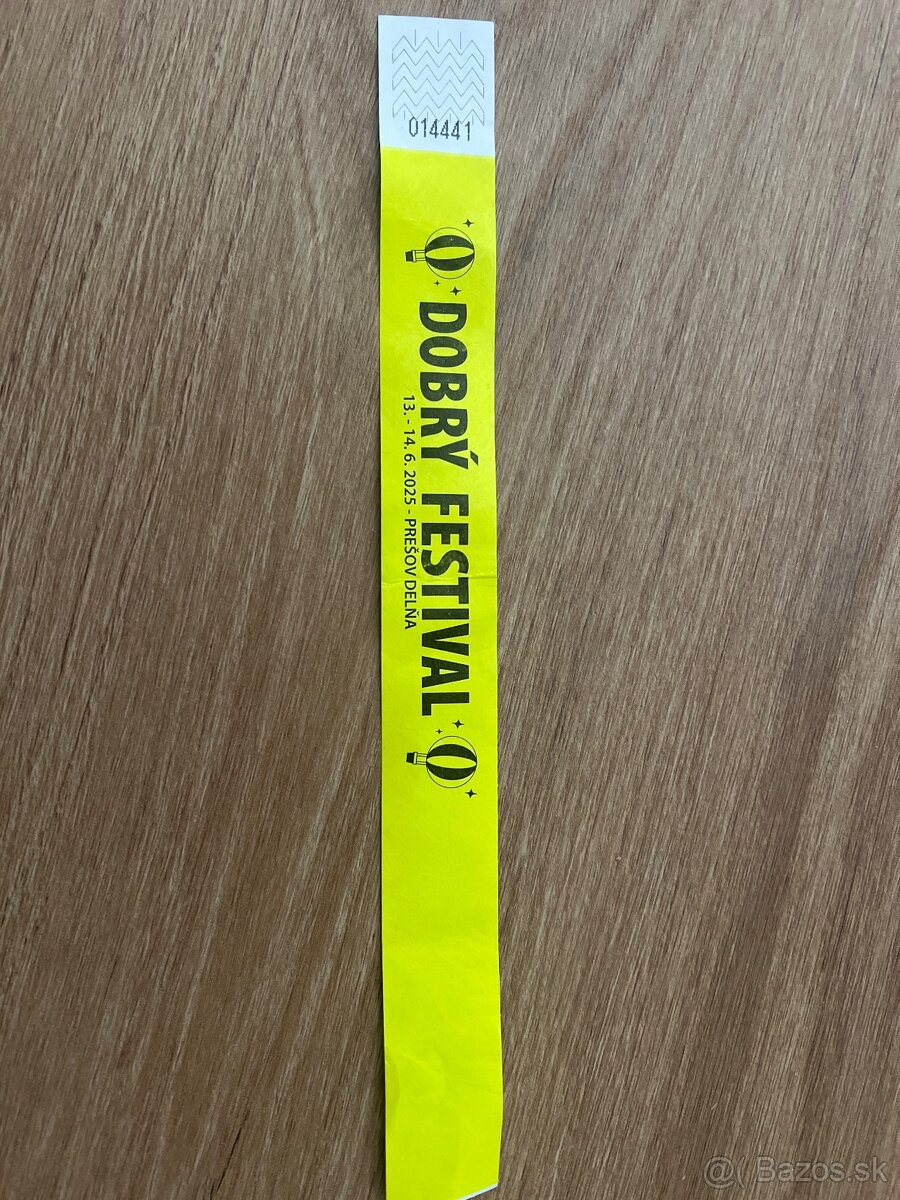 014441
DOBRÝ FESTIVAL
13. - 14. 6. 2025 - PREŠOV DELŇA
@( Bazos.sk